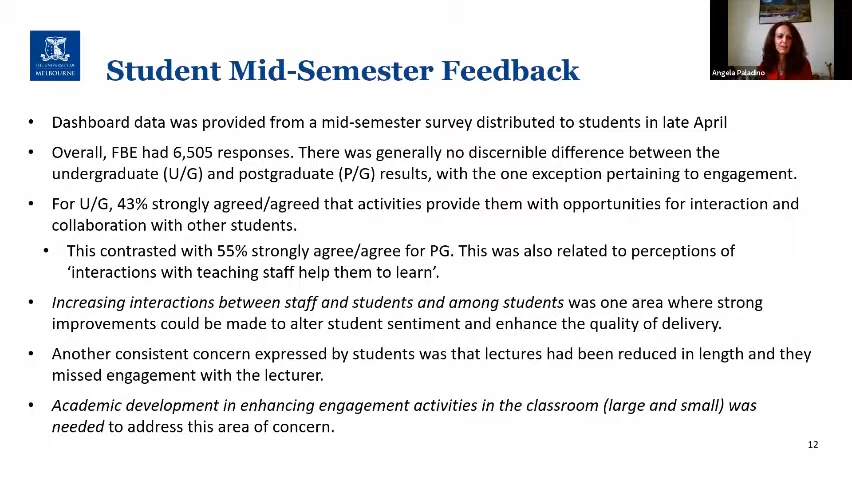 THE UNIVERSITY OF
MELBOURNE
Student Mid-Semester Feedback
Angela Paladino
• Dashboard data was provided from a mid-semester survey distributed to students in late April
• Overall, FBE had 6,505 responses. There was generally no discernible difference between the
undergraduate (U/G) and postgraduate (P/G) results, with the one exception pertaining to engagement.
• For U/G, 43% strongly agreed/agreed that activities provide them with opportunities for interaction and
collaboration with other students.
• This contrasted with 55% strongly agree/agree for PG. This was also related to perceptions of
‘interactions with teaching staff help them to learn’.
• Increasing interactions between staff and students and among students was one area where strong
improvements could be made to alter student sentiment and enhance the quality of delivery.
• Another consistent concern expressed by students was that lectures had been reduced in length and they
missed engagement with the lecturer.
• Academic development in enhancing engagement activities in the classroom (large and small) was
needed to address this area of concern.
12